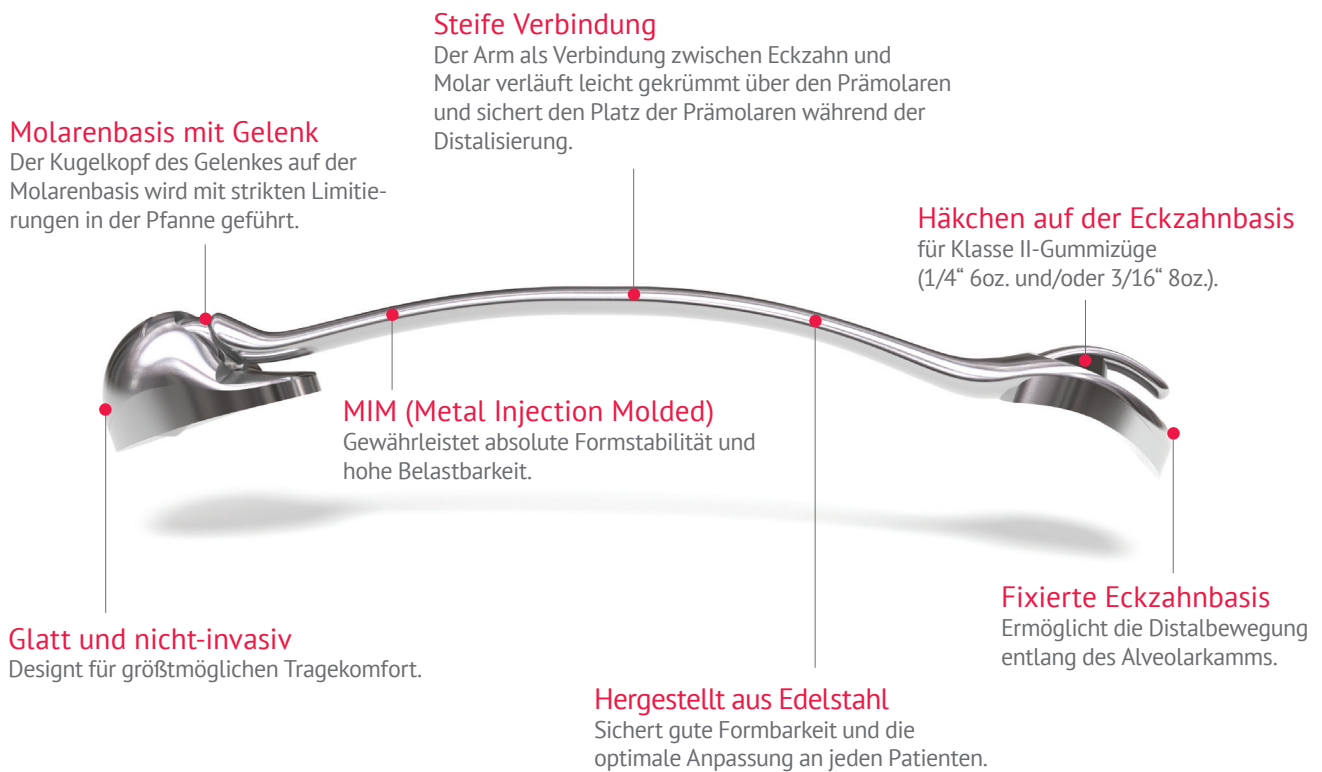 Steife Verbindung
Der Arm als Verbindung zwischen Eckzahn und
Molar verläuft leicht gekrümmt über den Prämolaren
und sichert den Platz der Prämolaren während der
Distalisierung.
Molarenbasis mit Gelenk
Der Kugelkopf des Gelenkes auf der
Molarenbasis wird mit strikten Limitie-
rungen in der Pfanne geführt.
Häkchen auf der Eckzahnbasis
für Klasse II-Gummizüge
(1/4“ 6oz. und/oder 3/16“ 8oz.).
MIM (Metal Injection Molded)
Gewährleistet absolute Formstabilität und
hohe Belastbarkeit.
Glatt und nicht-invasiv
Designt für größtmöglichen Tragekomfort.
Fixierte Eckzahnbasis
Ermöglicht die Distalbewegung
entlang des Alveolarkamms.
Hergestellt aus Edelstahl
Sichert gute Formbarkeit und die
optimale Anpassung an jeden Patienten.